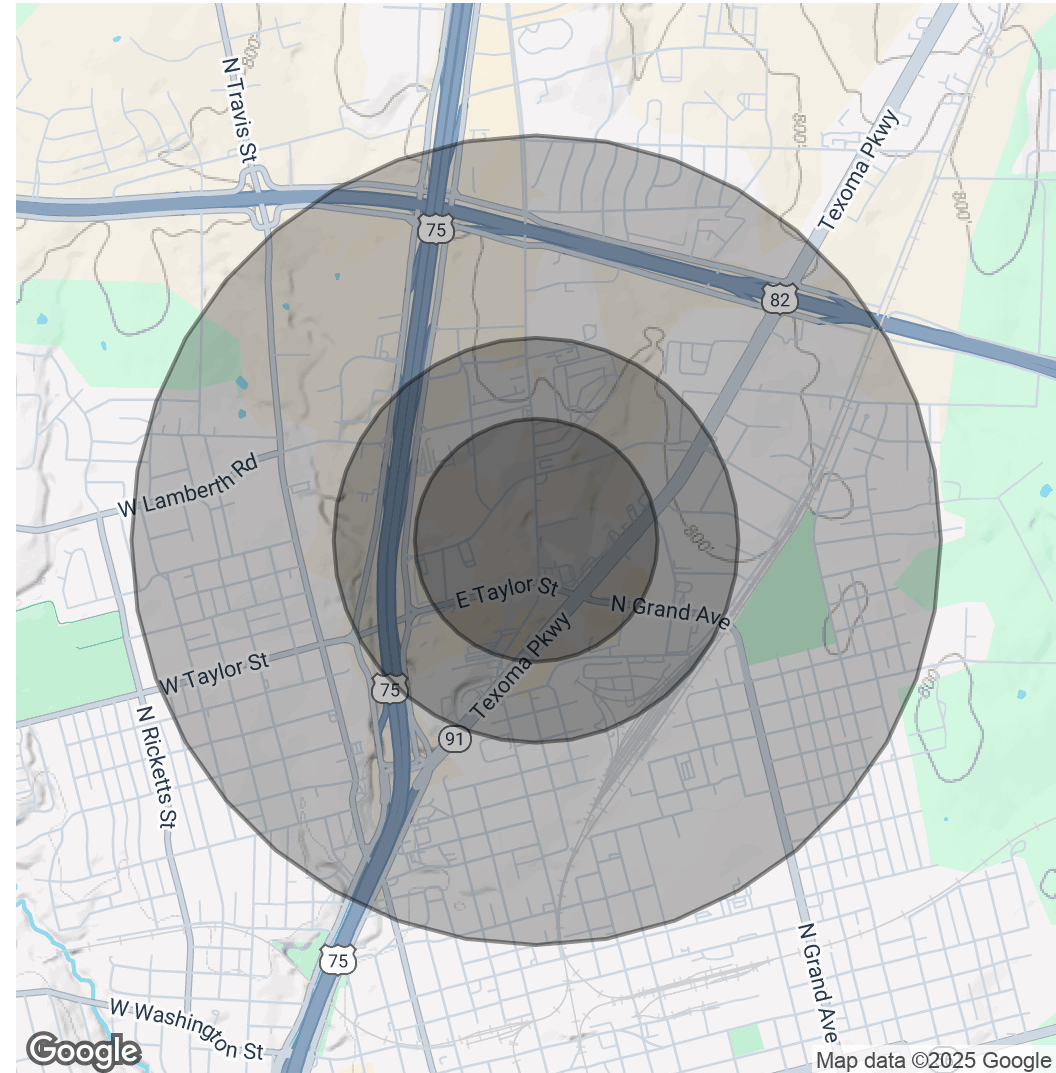 800'
N Travis St
Texoma Pkwy
800'
800'
75
82
W Lamberth Rd
800'
E Taylor St
N Grand Ave
Texoma Pkwy
W Taylor St
800'
75
91
N Ricketts St
75
N Grand Ave
W Washington St
Google
Map data ©2025 Google